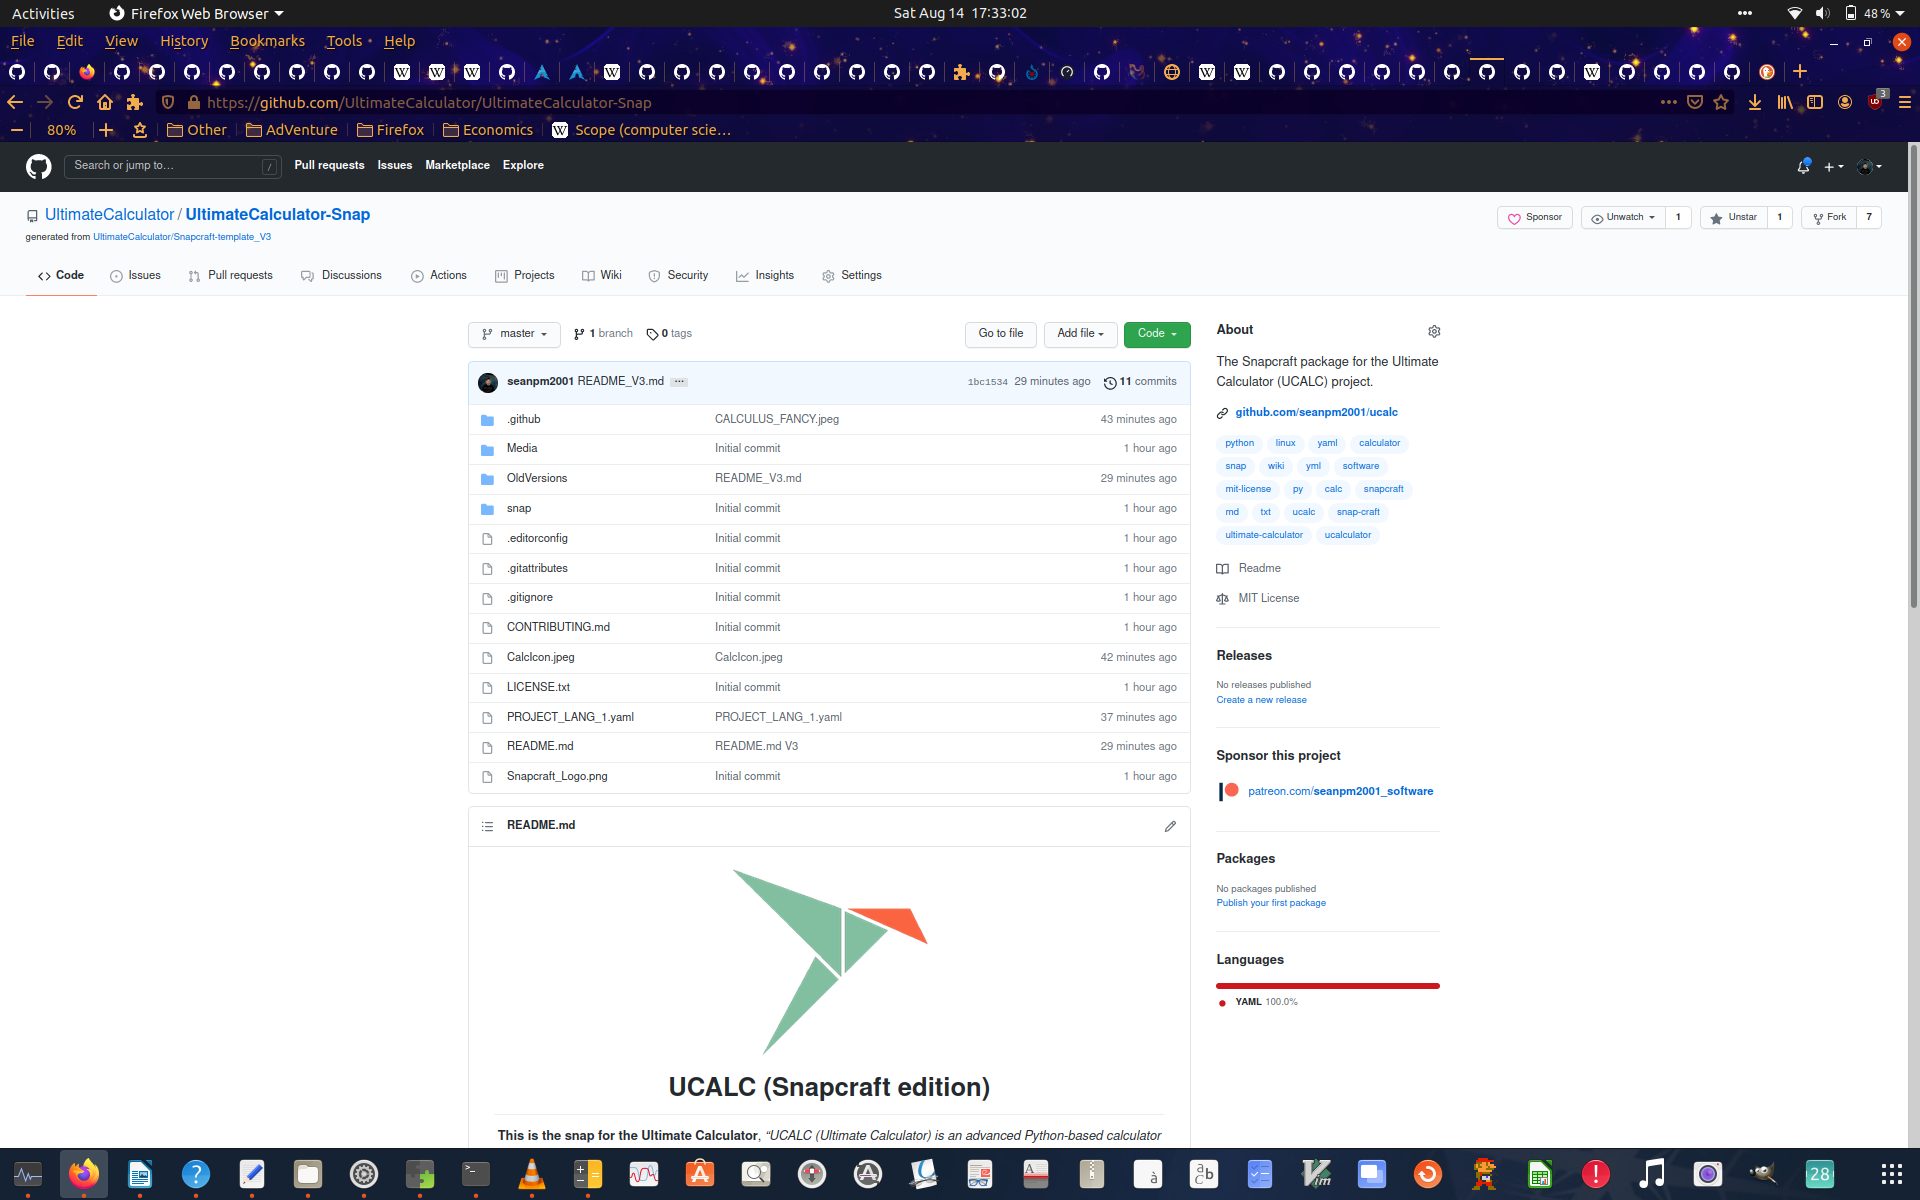 Activities Firefox Web Browser Sat Aug 14 17:33:02 48 %
File Edit View History Bookmarks Tools Help
https://github.com/UltimateCalculator/UltimateCalculator-Snap 3
80% Other AdVenture Firefox Economics Scope (computer scie…
Search or jump to… / Pull requests Issues Marketplace Explore
UltimateCalculator / UltimateCalculator-Snap Sponsor Unwatch 1 Unstar 1 Fork 7
generated from UltimateCalculator/Snapcraft-template_V3
Code Issues Pull requests Discussions Actions Projects Wiki Security Insights Settings
master 1 branch 0 tags Go to file Add file Code
seanpm2001 README_V3.md ... 1bc1534 29 minutes ago 11 commits
.github CALCULUS_FANCY.jpeg 43 minutes ago
Media Initial commit 1 hour ago
OldVersions README_V3.md 29 minutes ago
snap Initial commit 1 hour ago
.editorconfig Initial commit 1 hour ago
.gitattributes Initial commit 1 hour ago
.gitignore Initial commit 1 hour ago
CONTRIBUTING.md Initial commit 1 hour ago
CalcIcon.jpeg CalcIcon.jpeg 42 minutes ago
LICENSE.txt Initial commit 1 hour ago
PROJECT_LANG_1.yaml PROJECT_LANG_1.yaml 37 minutes ago
README.md README.md V3 29 minutes ago
Snapcraft_Logo.png Initial commit 1 hour ago
README.md
UCALC (Snapcraft edition)
This is the snap for the Ultimate Calculator, “UCALC (Ultimate Calculator) is an advanced Python-based calculator
About
The Snapcraft package for the Ultimate
Calculator (UCALC) project.
github.com/seanpm2001/ucalc
python linux yaml calculator
snap wiki yml software
mit-license py calc snapcraft
md txt ucalc snap-craft
ultimate-calculator ucalculator
Readme
MIT License
Releases
No releases published
Create a new release
Sponsor this project
patreon.com/seanpm2001_software
Packages
No packages published
Publish your first package
Languages
YAML 100.0%
28